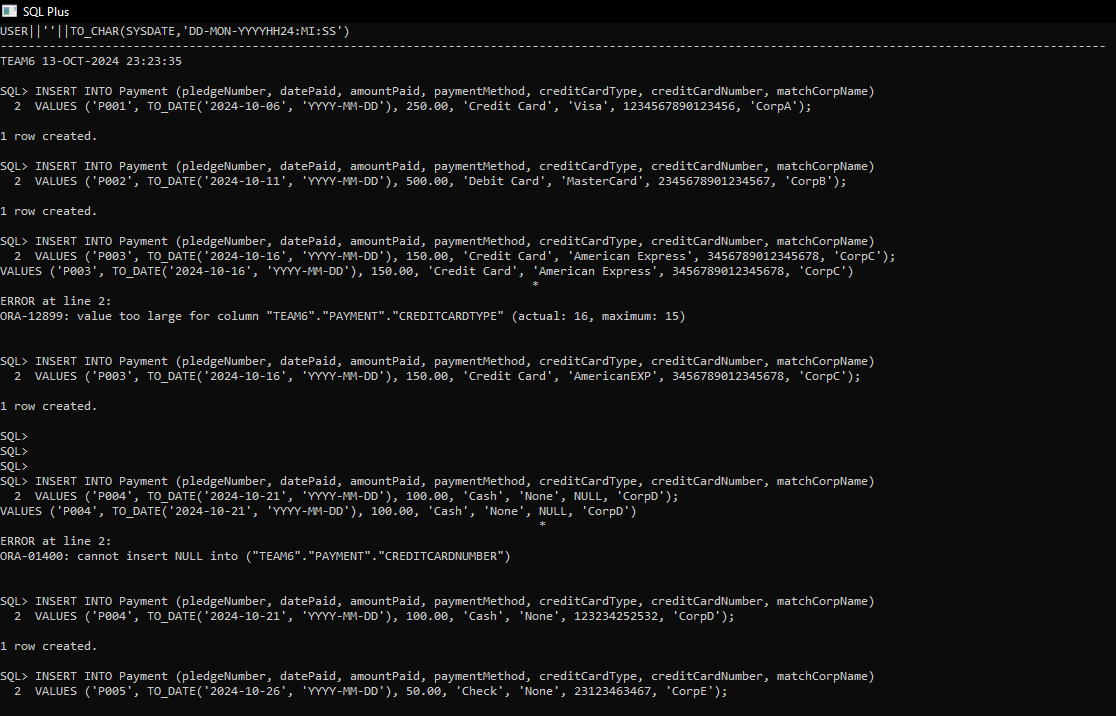 SQL Plus
USER||''||TO_CHAR(SYSDATE,'DD-MON-YYYYHH24:MI:SS')
--------------------------------------------------------------------------------------------------------------------------------------------------------------
TEAM6 13-OCT-2024 23:23:35
SQL> INSERT INTO Payment (pledgeNumber, datePaid, amountPaid, paymentMethod, creditCardType, creditCardNumber, matchCorpName)
2 VALUES ('P001', TO_DATE('2024-10-06', 'YYYY-MM-DD'), 250.00, 'Credit Card', 'Visa', 1234567890123456, 'CorpA');
1 row created.
SQL> INSERT INTO Payment (pledgeNumber, datePaid, amountPaid, paymentMethod, creditCardType, creditCardNumber, matchCorpName)
2 VALUES ('P002', TO_DATE('2024-10-11', 'YYYY-MM-DD'), 500.00, 'Debit Card', 'MasterCard', 2345678901234567, 'CorpB');
1 row created.
SQL> INSERT INTO Payment (pledgeNumber, datePaid, amountPaid, paymentMethod, creditCardType, creditCardNumber, matchCorpName)
2 VALUES ('P003', TO_DATE('2024-10-16', 'YYYY-MM-DD'), 150.00, 'Credit Card', 'American Express', 3456789012345678, 'CorpC');
VALUES ('P003', TO_DATE('2024-10-16', 'YYYY-MM-DD'), 150.00, 'Credit Card', 'American Express', 3456789012345678, 'CorpC')
*
ERROR at line 2:
ORA-12899: value too large for column "TEAM6"."PAYMENT"."CREDITCARDTYPE" (actual: 16, maximum: 15)
SQL> INSERT INTO Payment (pledgeNumber, datePaid, amountPaid, paymentMethod, creditCardType, creditCardNumber, matchCorpName)
2 VALUES ('P003', TO_DATE('2024-10-16', 'YYYY-MM-DD'), 150.00, 'Credit Card', 'AmericanEXP', 3456789012345678, 'CorpC');
1 row created.
SQL>
SQL>
SQL>
SQL> INSERT INTO Payment (pledgeNumber, datePaid, amountPaid, paymentMethod, creditCardType, creditCardNumber, matchCorpName)
2 VALUES ('P004', TO_DATE('2024-10-21', 'YYYY-MM-DD'), 100.00, 'Cash', 'None', NULL, 'CorpD');
VALUES ('P004', TO_DATE('2024-10-21', 'YYYY-MM-DD'), 100.00, 'Cash', 'None', NULL, 'CorpD')
*
ERROR at line 2:
ORA-01400: cannot insert NULL into ("TEAM6"."PAYMENT"."CREDITCARDNUMBER")
SQL> INSERT INTO Payment (pledgeNumber, datePaid, amountPaid, paymentMethod, creditCardType, creditCardNumber, matchCorpName)
2 VALUES ('P004', TO_DATE('2024-10-21', 'YYYY-MM-DD'), 100.00, 'Cash', 'None', 123234252532, 'CorpD');
1 row created.
SQL> INSERT INTO Payment (pledgeNumber, datePaid, amountPaid, paymentMethod, creditCardType, creditCardNumber, matchCorpName)
2 VALUES ('P005', TO_DATE('2024-10-26', 'YYYY-MM-DD'), 50.00, 'Check', 'None', 23123463467, 'CorpE');